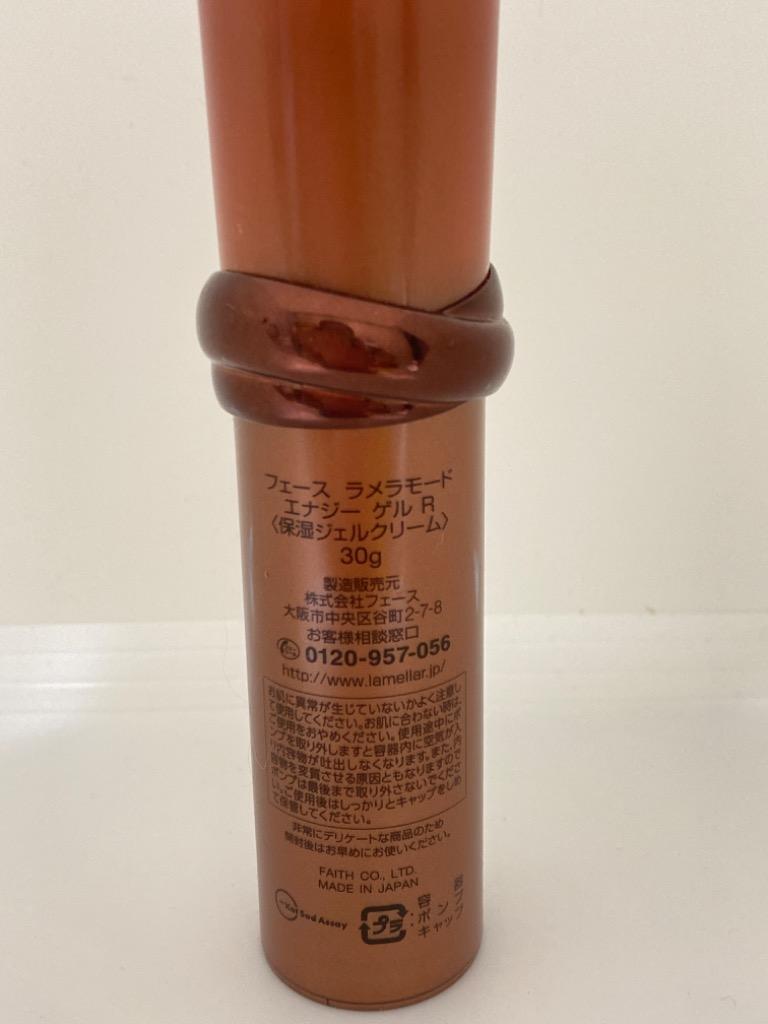 フェース ラメラモード
エナジー ゲル R
〈保湿ジェルクリーム〉
30g
製造販売元
株式会社フェース
大阪市中央区谷町2-7-8
お客様相談窓口
0120-957-056
http://www.lamellar.jp/
お肌に異常が生じていないかよく注意し
て使用してください。お肌に合わない時は、
ご使用をおやめください。使用途中にポ
ンプを取り外しますと容器内に空気が入
り内容物が吐出しなくなります。また、内
容物を変質させる原因ともなりますので
ポンプは最後まで取り外さないでくださ
い。ご使用後はしっかりとキャップをしめ
て保管してください。
非常にデリケートな商品のため
開封後はお早めにお使いください。
FAITH CO., LTD.
MADE IN JAPAN
Sod Assay
プラ
容器
ポンプ
キャップ